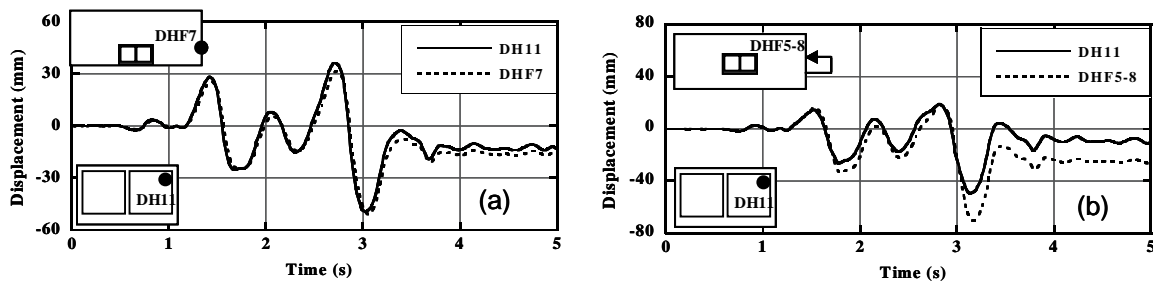 60
30
0
-30
-60
Displacement (mm)
DHF7
DH11
DHF7
DH11
(a)
0 1 2 3 4 5
Time (s)
80
40
0
-40
-80
Displacement (mm)
DHF5-8
DH11
DHF5-8
DH11
(b)
0 1 2 3 4 5
Time (s)